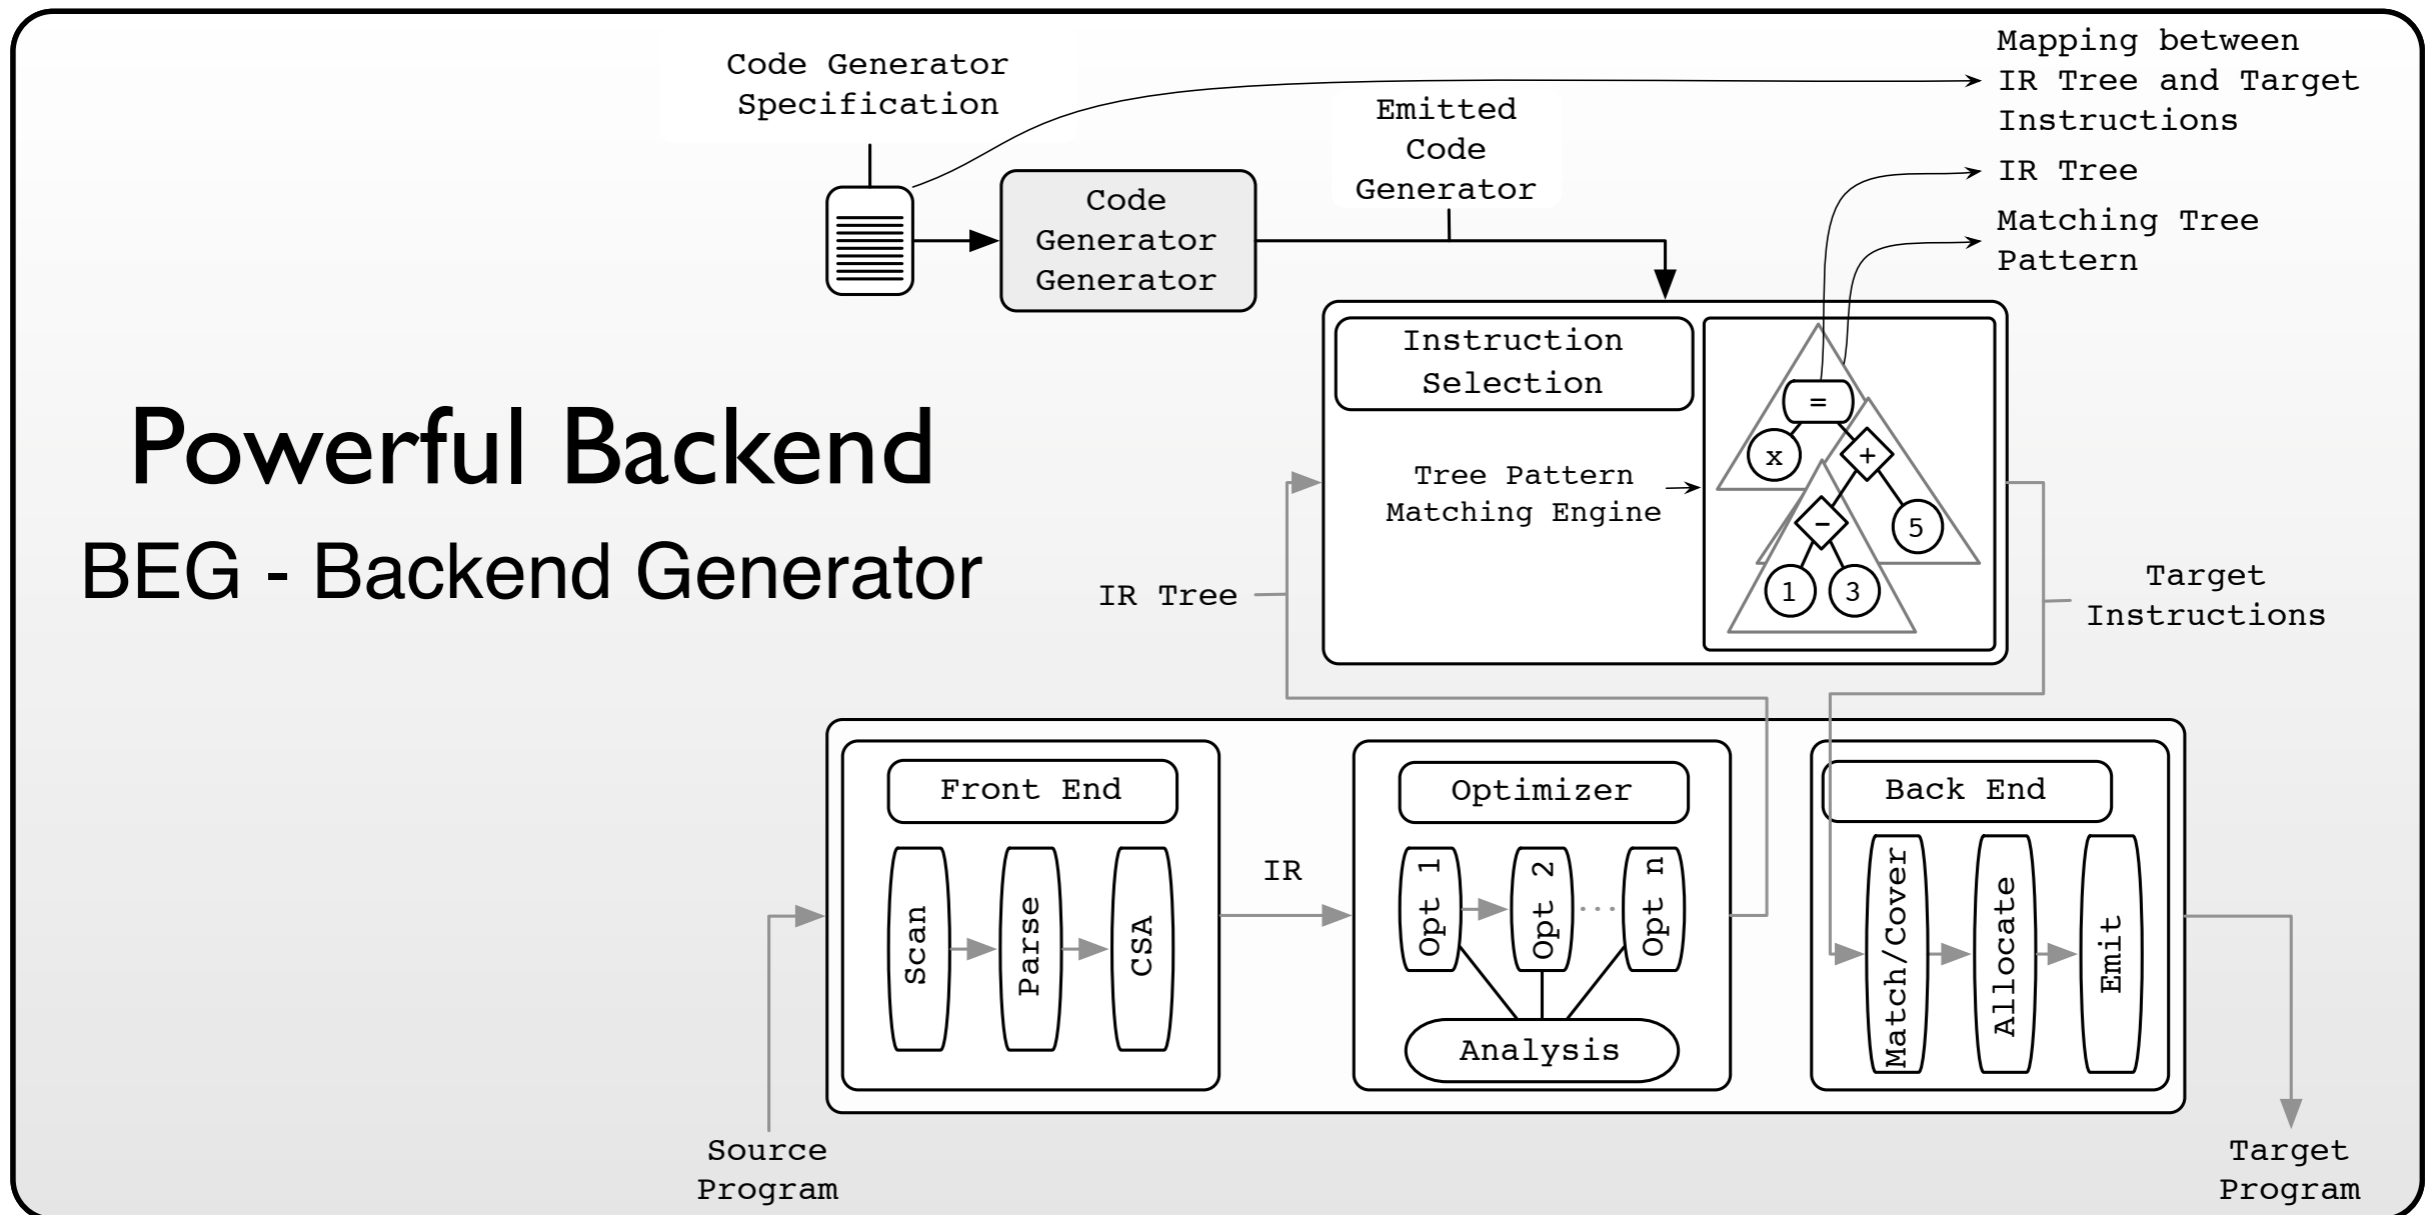 Code Generator
Specification
Mapping between
IR Tree and Target
Instructions
Emitted
Code
Generator
IR Tree
Matching Tree
Pattern
Code
Generator
Generator
Instruction
Selection
=
x
+
-
5
1
3
Tree Pattern
Matching Engine
Powerful Backend
BEG - Backend Generator
IR Tree
Target
Instructions
Front End
Scan
Parse
CSA
IR
Optimizer
Opt 1
Opt 2
...
Opt n
Analysis
Back End
Match/Cover
Allocate
Emit
Source
Program
Target
Program